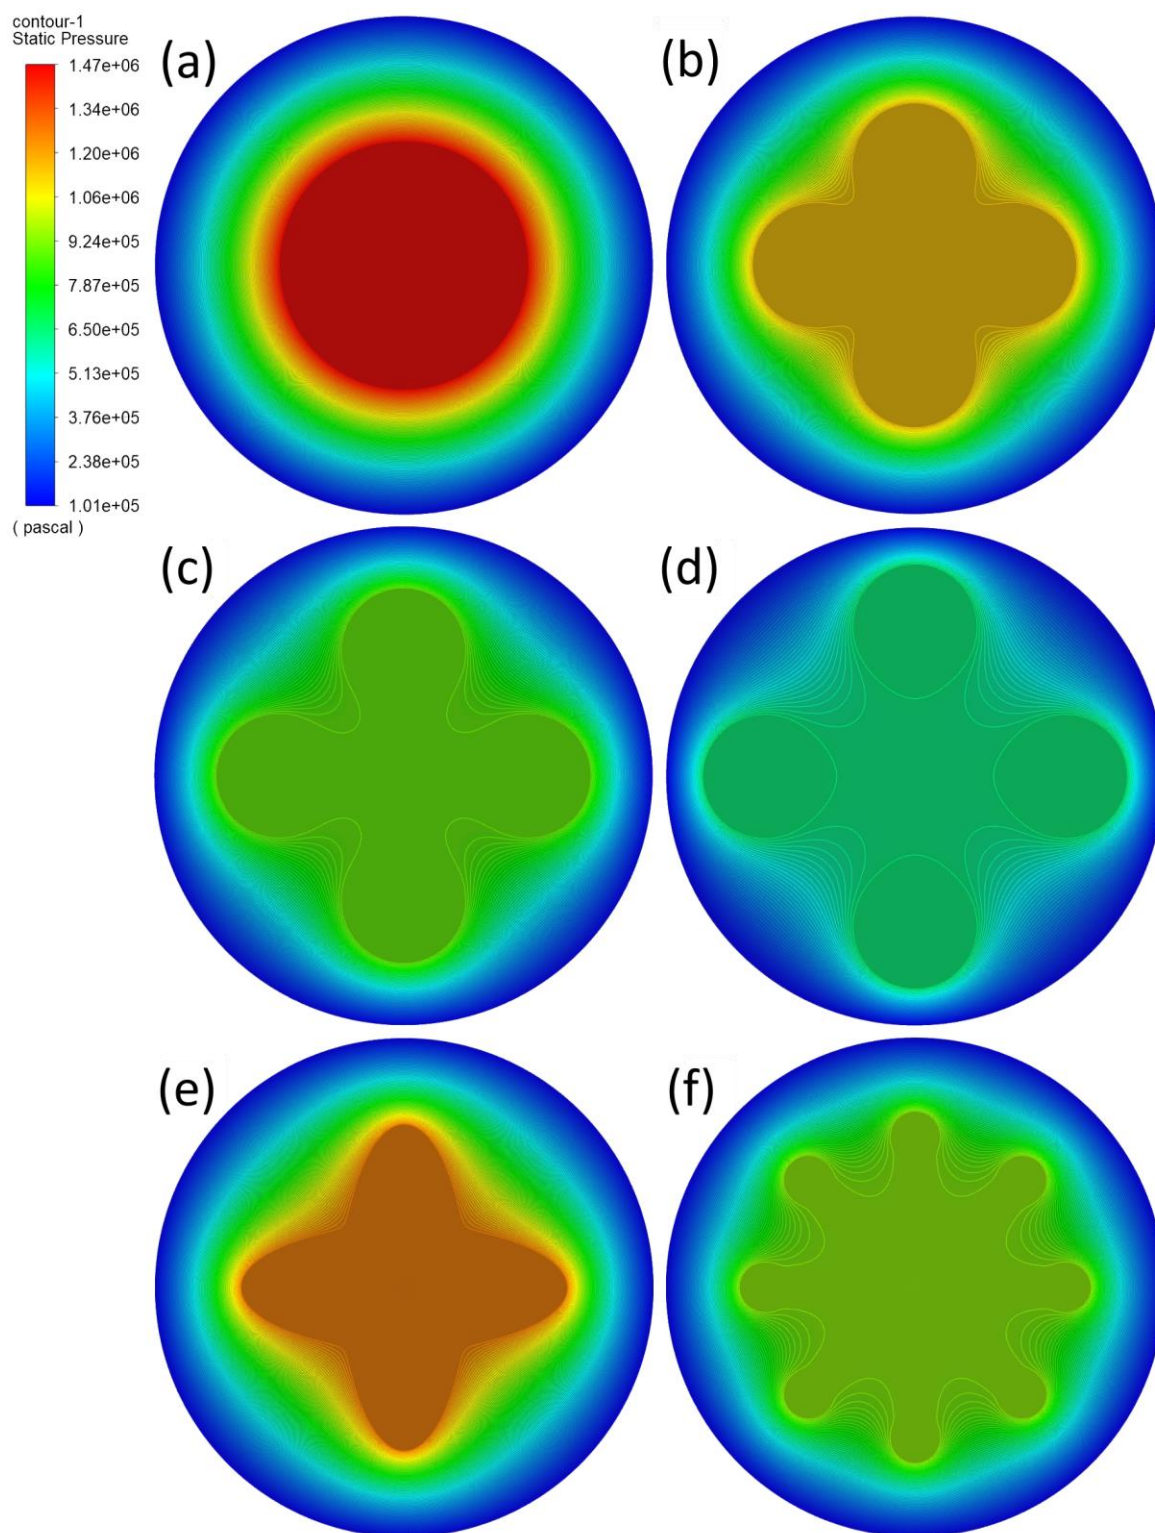 contour-1
Static Pressure
1.47e+06
1.34e+06
1.20e+06
1.06e+06
9.24e+05
7.87e+05
6.50e+05
5.13e+05
3.76e+05
2.38e+05
1.01e+05
( pascal )
(a)
(b)
(c)
(d)
(e)
(f)